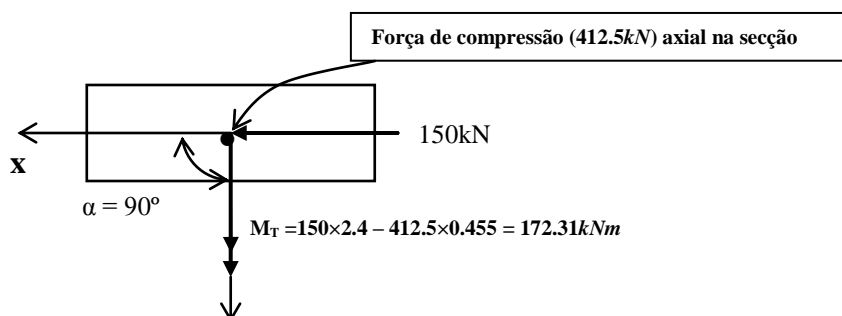 Força de compressão (412.5kN) axial na secção
150kN
x
α = 90º
M_T =150×2.4 – 412.5×0.455 = 172.31kNm